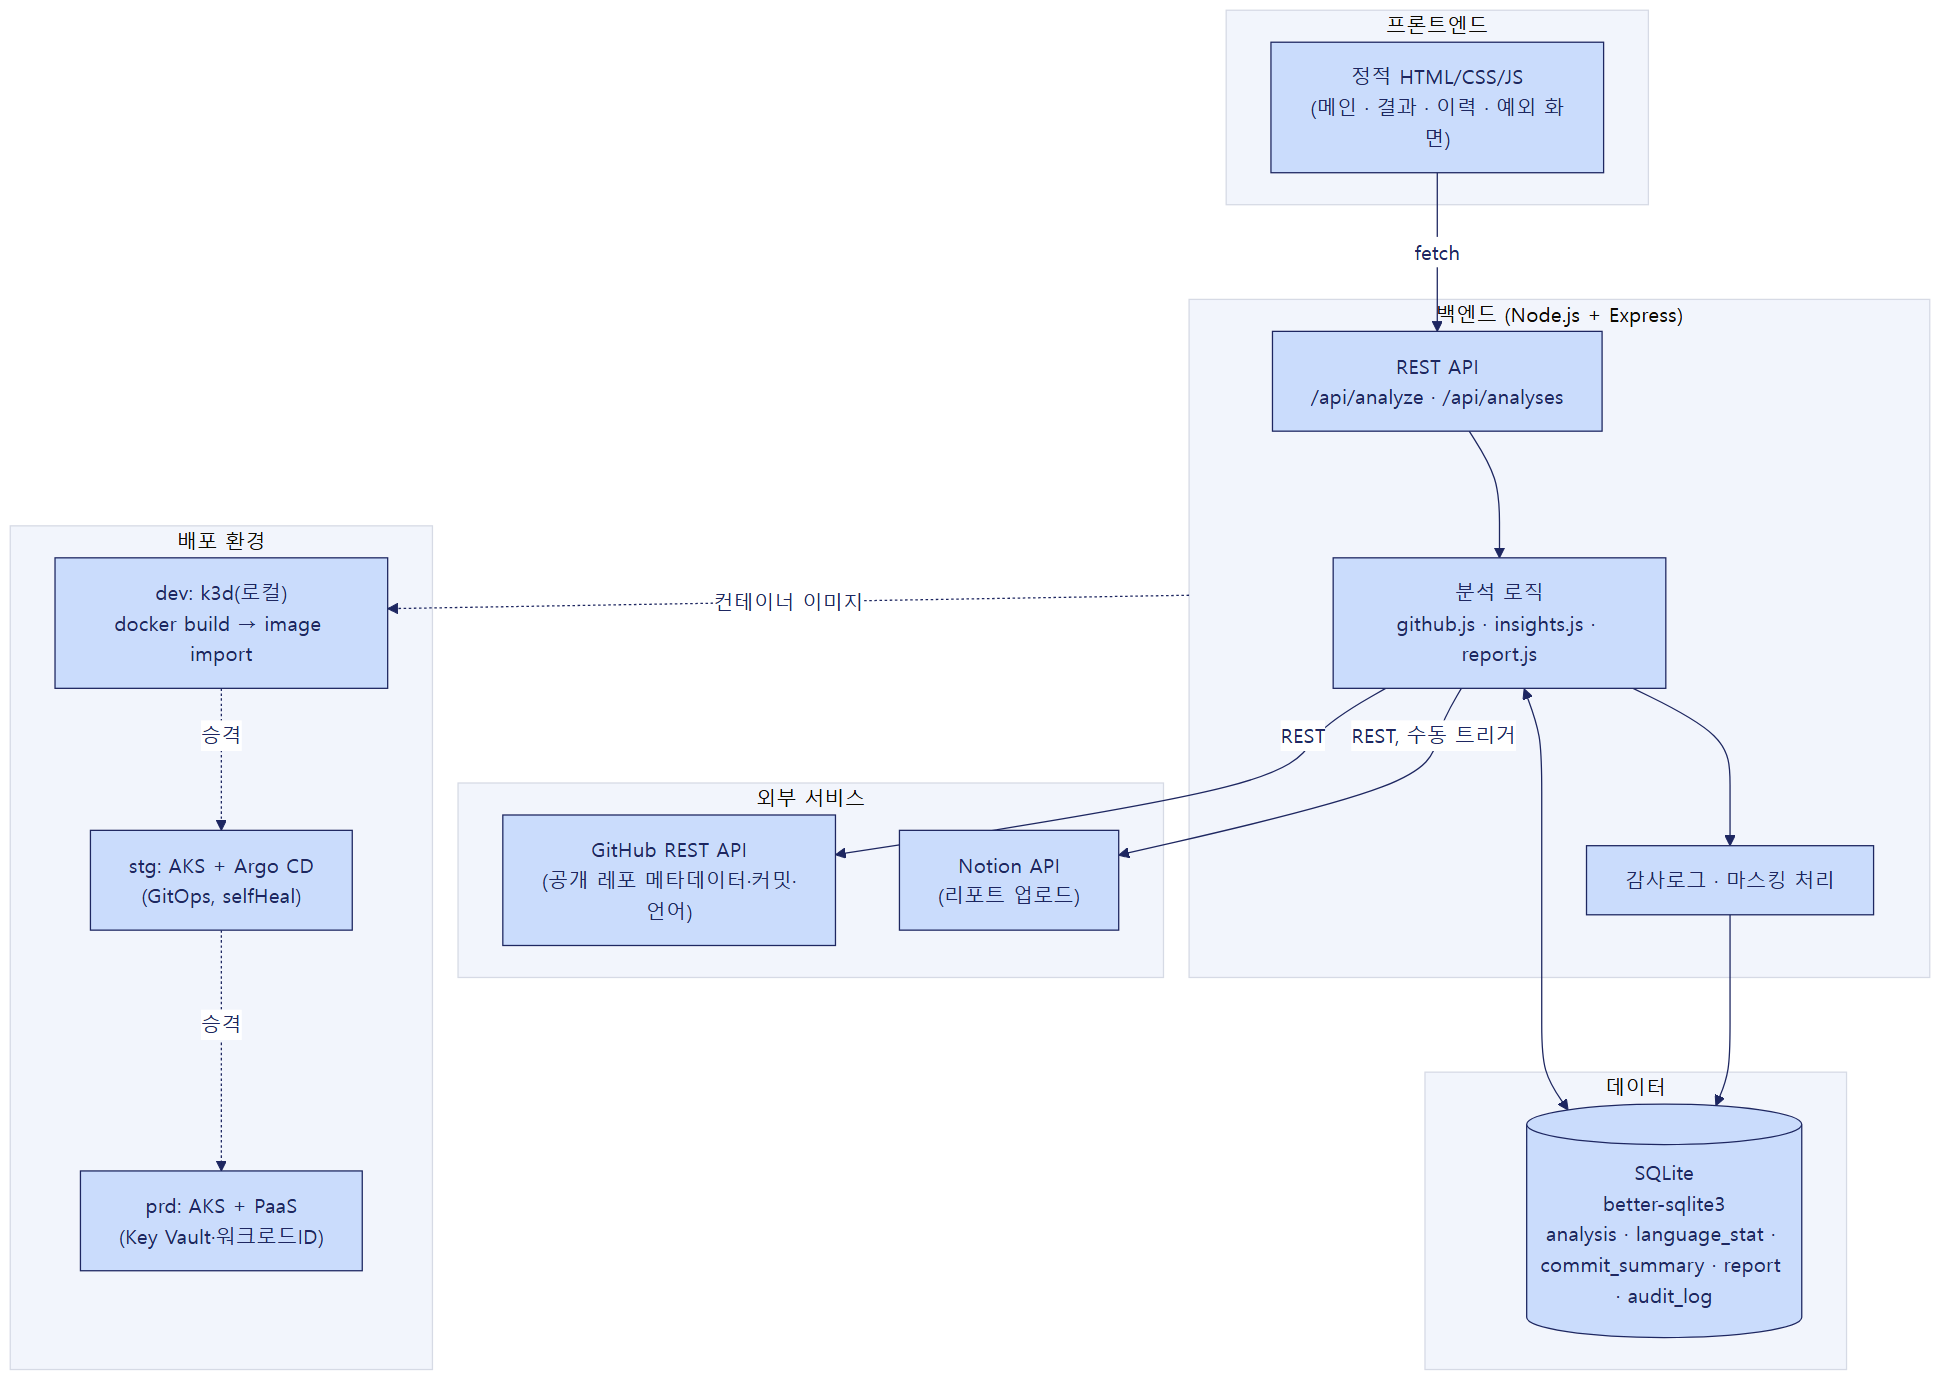 프론트엔드
정적 HTML/CSS/JS
(메인 · 결과 · 이력 · 예외 화
면)
fetch
백엔드 (Node.js + Express)
REST API
/api/analyze · /api/analyses
분석 로직
github.js · insights.js ·
report.js
컨테이너 이미지
배포 환경
dev: k3d(로컬)
docker build → image
import
승격
stg: AKS + Argo CD
(GitOps, selfHeal)
승격
prd: AKS + PaaS
(Key Vault·워크로드ID)
REST
REST, 수동 트리거
외부 서비스
GitHub REST API
(공개 레포 메타데이터·커밋·
언어)
Notion API
(리포트 업로드)
감사로그 · 마스킹 처리
데이터
SQLite
better-sqlite3
analysis · language_stat ·
commit_summary · report
· audit_log